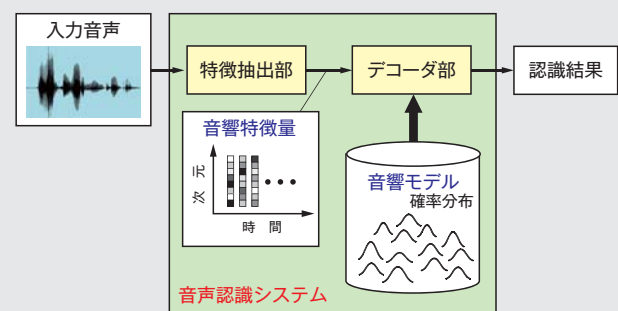 入力音声
特徴抽出部
デコーダ部
認識結果
音響特徴量
次元
時間
音響モデル
確率分布
音声認識システム